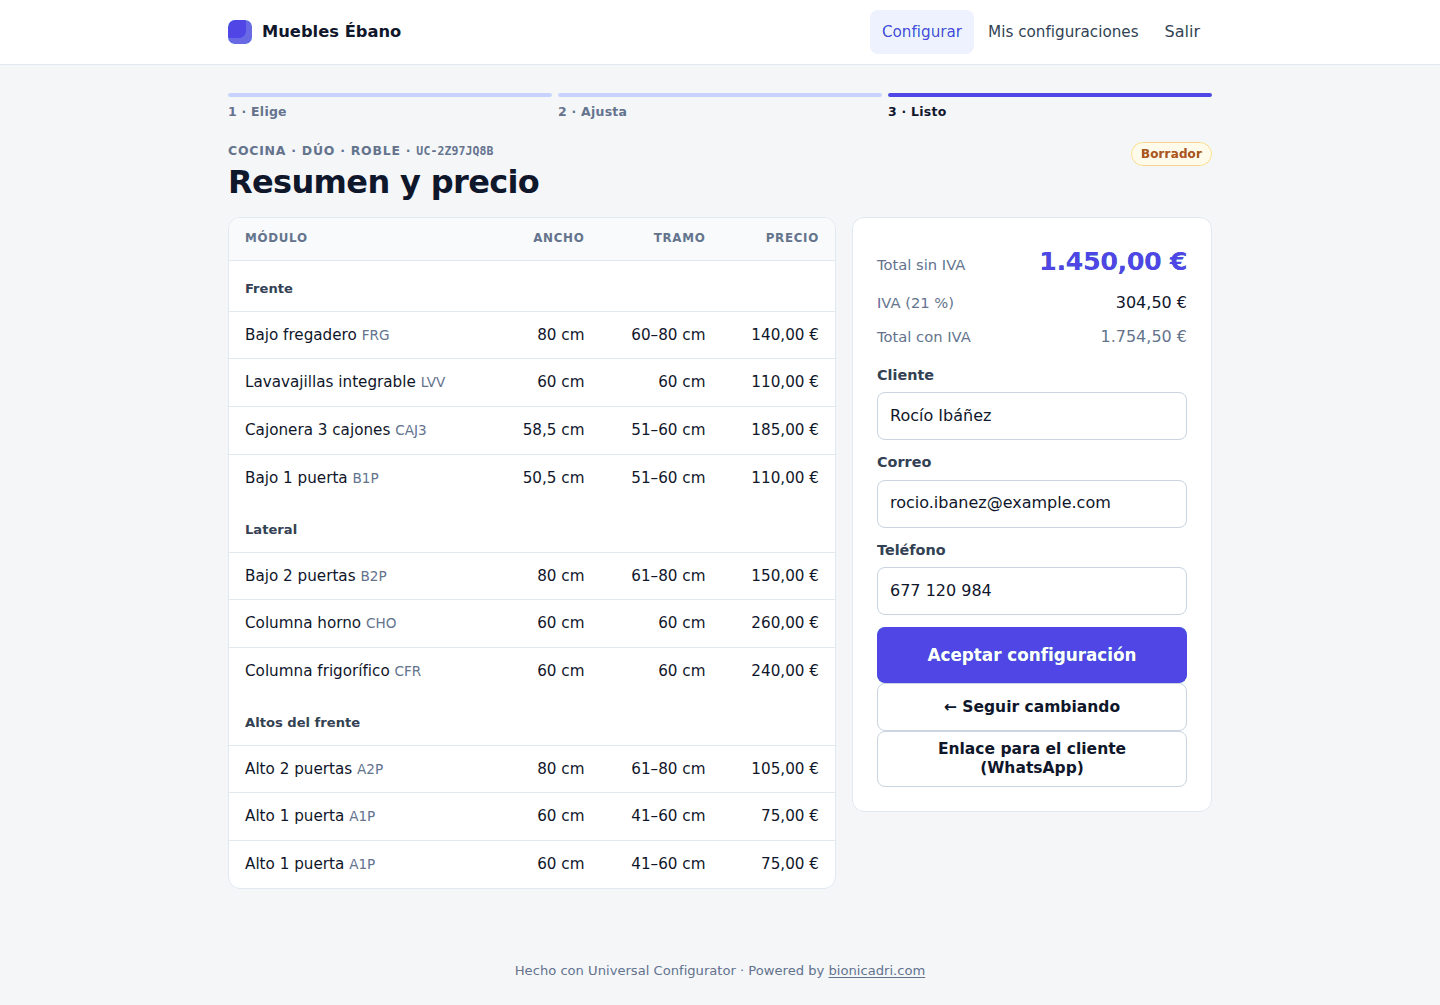 Muebles Ébano
Configurar
Mis configuraciones
Salir
1 · Elige
2 · Ajusta
3 · Listo
COCINA · DÚO · ROBLE · UC-2Z97JQ8B
Borrador
Resumen y precio
MÓDULO ANCHO TRAMO PRECIO
Frente
Bajo fregadero FRG 80 cm 60–80 cm 140,00 €
Lavavajillas integrable LVV 60 cm 60 cm 110,00 €
Cajonera 3 cajones CAJ3 58,5 cm 51–60 cm 185,00 €
Bajo 1 puerta B1P 50,5 cm 51–60 cm 110,00 €
Lateral
Bajo 2 puertas B2P 80 cm 61–80 cm 150,00 €
Columna horno CHO 60 cm 60 cm 260,00 €
Columna frigorífico CFR 60 cm 60 cm 240,00 €
Altos del frente
Alto 2 puertas A2P 80 cm 61–80 cm 105,00 €
Alto 1 puerta A1P 60 cm 41–60 cm 75,00 €
Alto 1 puerta A1P 60 cm 41–60 cm 75,00 €
Total sin IVA 1.450,00 €
IVA (21 %) 304,50 €
Total con IVA 1.754,50 €
Cliente
Rocío Ibáñez
Correo
rocio.ibanez@example.com
Teléfono
677 120 984
Aceptar configuración
← Seguir cambiando
Enlace para el cliente
(WhatsApp)
Hecho con Universal Configurator · Powered by bionicadri.com